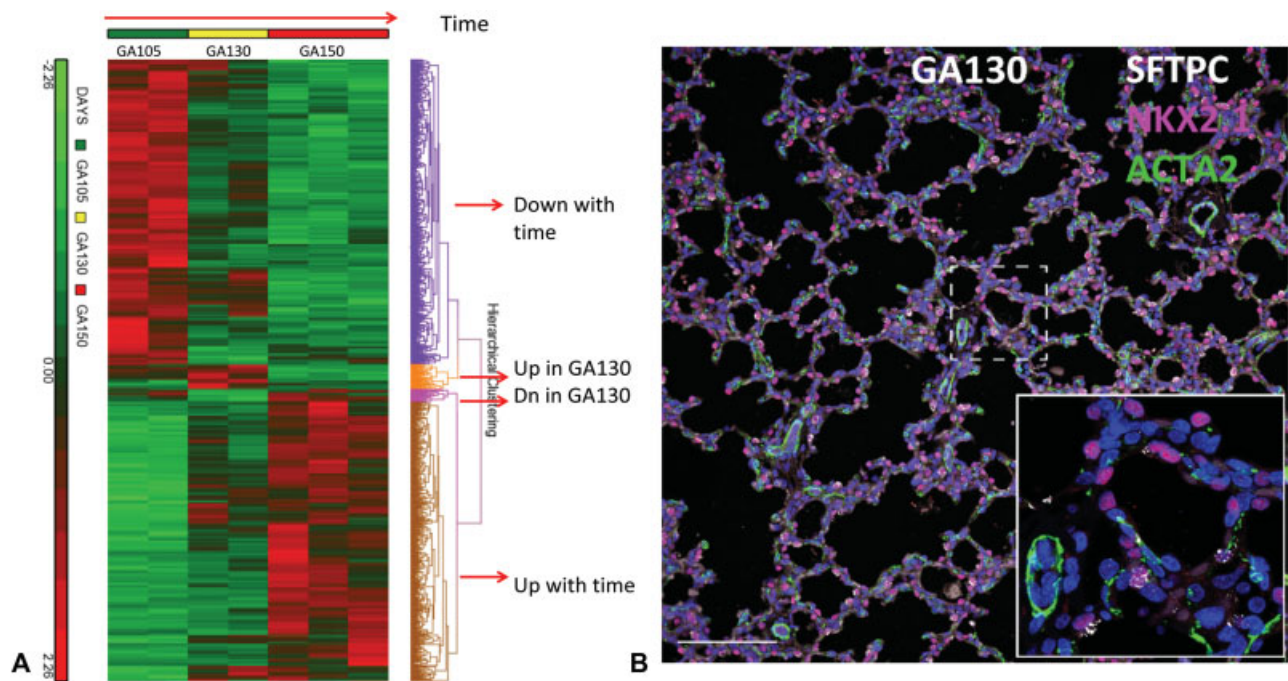 Time
GA105 GA130 GA150
-2.26
0.00
2.26
DAYS GA105 GA130 GA150
Down with
time
Up in GA130
Dn in GA130
Hierarchical Clustering
Up with time
A
GA130 SFTPC
NKX2.1
ACTA2
B